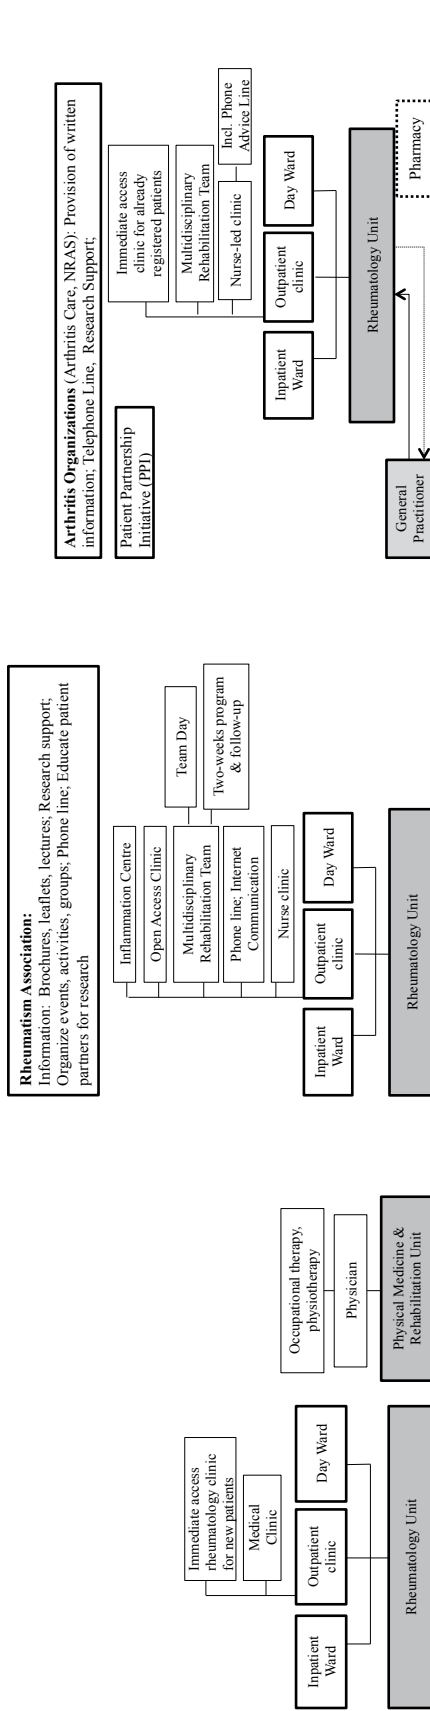 Immediate access
rheumatology clinic
for new patients
Medical
Clinic
Inpatient
Ward
Outpatient
clinic
Day Ward
Rheumatology Unit
Occupational therapy,
physiotherapy
Physician
Physical Medicine &
Rehabilitation Unit
Rheumatism Association:
Information: Brochures, leaflets, lectures; Research support;
Organize events, activities, groups; Phone line; Educate patient
partners for research
Inflammation Centre
Open Access Clinic
Multidisciplinary
Rehabilitation Team
Team Day
Two-weeks program
& follow-up
Phone line; Internet
Communication
Nurse clinic
Inpatient
Ward
Outpatient
clinic
Day Ward
Rheumatology Unit
Arthritis Organizations (Arthritis Care, NRAS): Provision of written
information; Telephone Line, Research Support;
Patient Partnership
Initiative (PPI)
Immediate access
clinic for already
registered patients
Multidisciplinary
Rehabilitation Team
Nurse-led clinic
Incl. Phone
Advice Line
Inpatient
Ward
Outpatient
clinic
Day Ward
Rheumatology Unit
General
Practitioner
Pharmacy